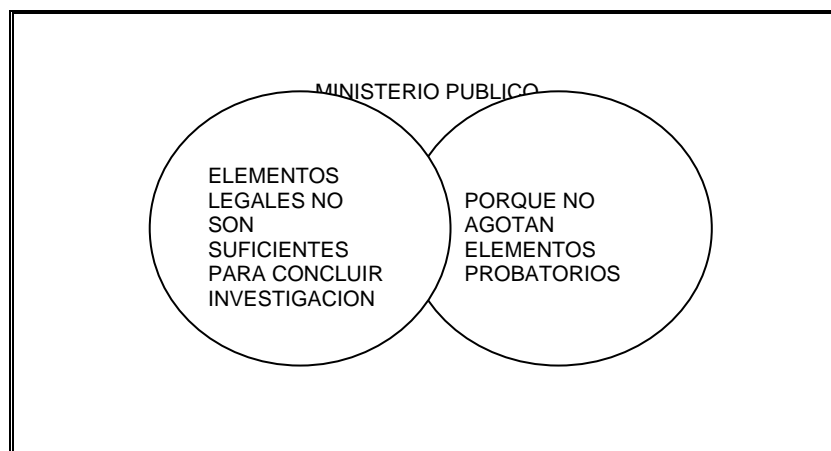 MINISTERIO PUBLICO
ELEMENTOS
LEGALES NO
SON
SUFICIENTES
PARA CONCLUIR
INVESTIGACION
PORQUE NO
AGOTAN
ELEMENTOS
PROBATORIOS